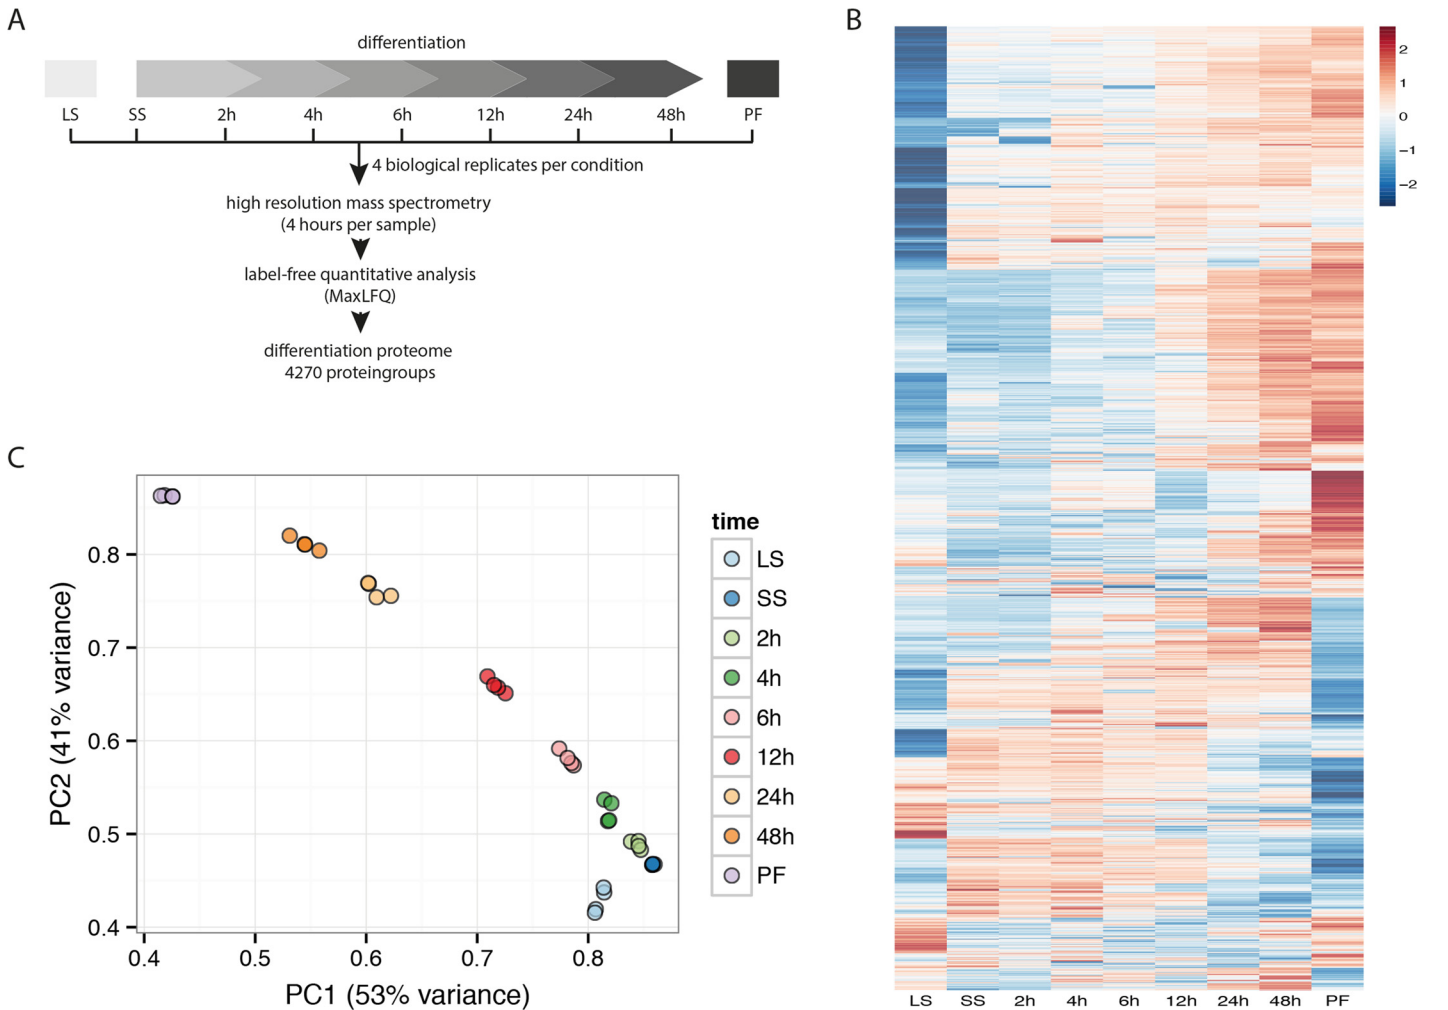 A
differentiation
LS SS 2h 4h 6h 12h 24h 48h PF
4 biological replicates per condition
high resolution mass spectrometry
(4 hours per sample)
label-free quantitative analysis
(MaxLFQ)
differentiation proteome
4270 proteingroups
B
2
1
0
−1
−2
LS SS 2h 4h 6h 12h 24h 48h PF
C
PC2 (41% variance)
0.8
0.7
0.6
0.5
0.4
0.4 0.5 0.6 0.7 0.8
PC1 (53% variance)
time
LS
SS
2h
4h
6h
12h
24h
48h
PF